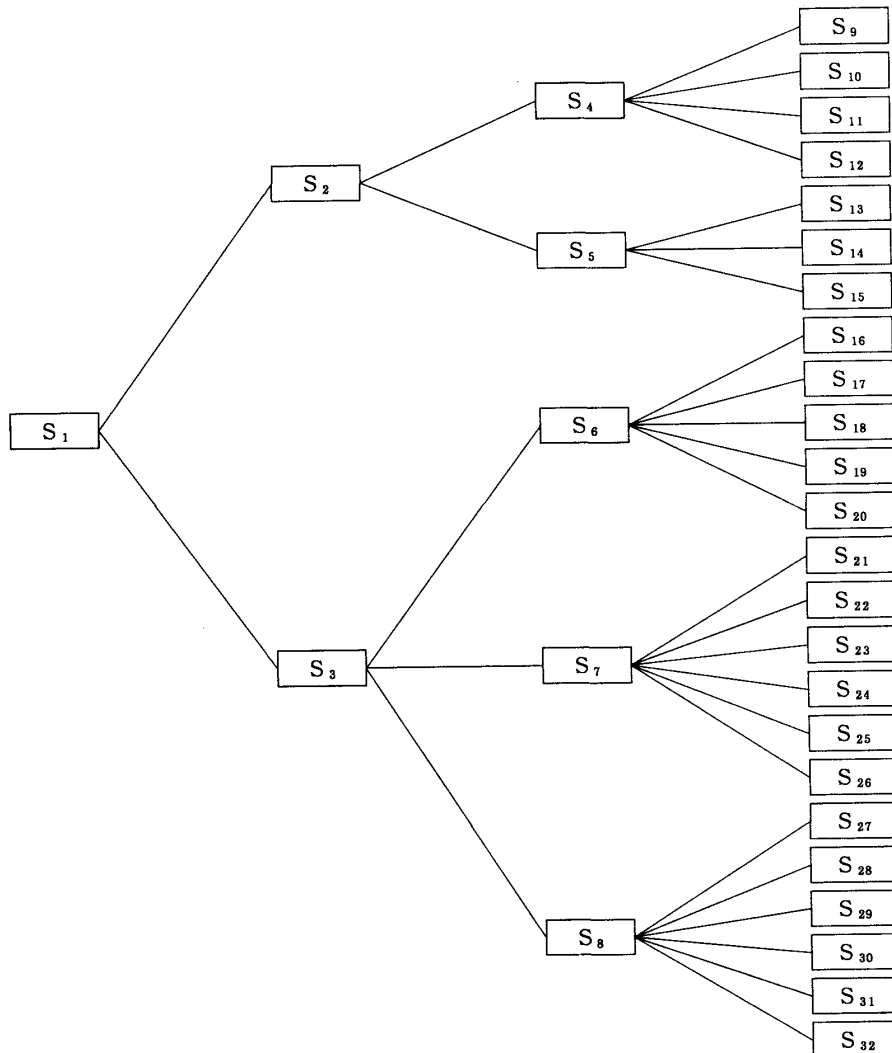 S₉
S₁₀
S₄
S₁₁
S₁₂
S₂
S₁₃
S₅
S₁₄
S₁₅
S₁₆
S₁₇
S₁
S₆
S₁₈
S₁₉
S₂₀
S₂₁
S₂₂
S₂₃
S₃
S₇
S₂₄
S₂₅
S₂₆
S₂₇
S₂₈
S₂₉
S₈
S₃₀
S₃₁
S₃₂